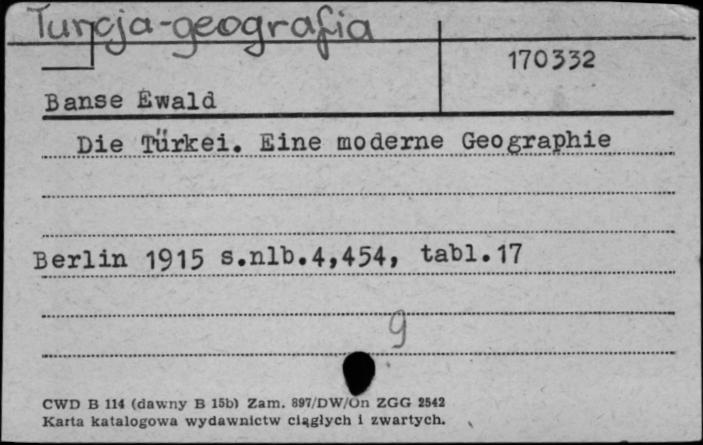 Turcja-geografia
170332
Banse Ewald
Die Türkei. Eine moderne Geographie
Berlin 1915 s.nlb.4,454, tabl.17
9
CWD B 114 (dawny B 15b) Zam. 897/DW/On ZGG 2542
Karta katalogowa wydawnictw ciągłych i zwartych.